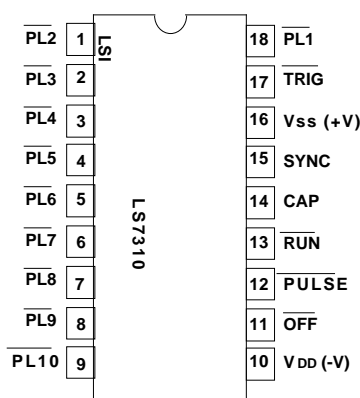 PL2 1 LSI 18 PL1
PL3 2 17 TRIG
PL4 3 16 Vss (+V)
PL5 4 15 SYNC
PL6 5 14 CAP
LS7310
PL7 6 13 RUN
PL8 7 12 PULSE
PL9 8 11 OFF
PL10 9 10 VDD (-V)